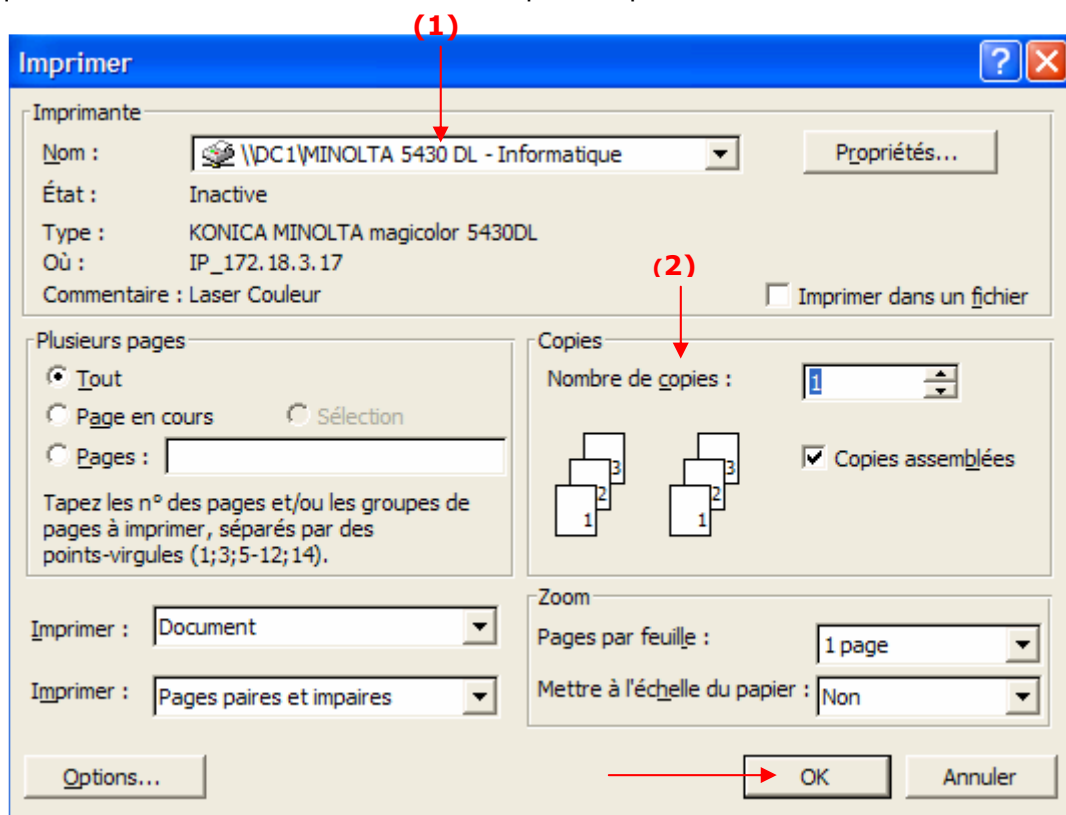 (1)
Imprimer
Imprimante
Nom : \\DC1\MINOLTA 5430 DL - Informatique Propriétés...
État : Inactive
Type : KONICA MINOLTA magicolor 5430DL
Où : IP_172.18.3.17
(2)
Commentaire : Laser Couleur Imprimer dans un fichier
Plusieurs pages
Tout
Page en cours Sélection
Pages :
Tapez les n° des pages et/ou les groupes de
pages à imprimer, séparés par des
points-virgules (1;3;5-12;14).
Copies
Nombre de copies : 1
3 3
2 2
1 1
Copies assemblées
Imprimer : Document
Imprimer : Pages paires et impaires
Zoom
Pages par feuille : 1 page
Mettre à l'échelle du papier : Non
Options... OK Annuler